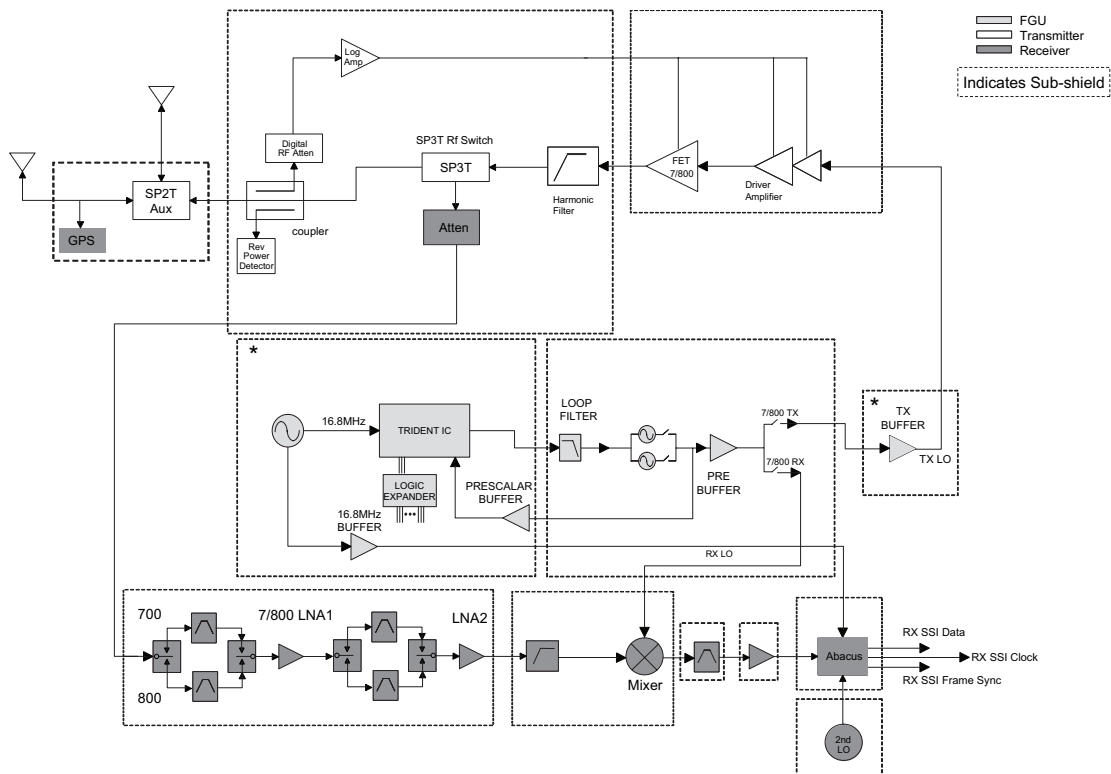 FGU
Transmitter
Receiver
Indicates Sub-shield
Log
Amp
Digital
RF Atten
SP3T Rf Switch
SP3T
Harmonic
Filter
FET
7/800
Driver
Amplifier
SP2T
Aux
GPS
coupler
Rev
Power
Detector
Atten
*
16.8MHz
TRIDENT IC
LOGIC
EXPANDER
16.8MHz
BUFFER
PRESCALAR
BUFFER
LOOP
FILTER
PRE
BUFFER
7/800 TX
7/800 RX
RX LO
*
TX
BUFFER
TX LO
700
800
7/800 LNA1
LNA2
Mixer
Abacus
RX SSI Data
RX SSI Clock
RX SSI Frame Sync
2nd
LO